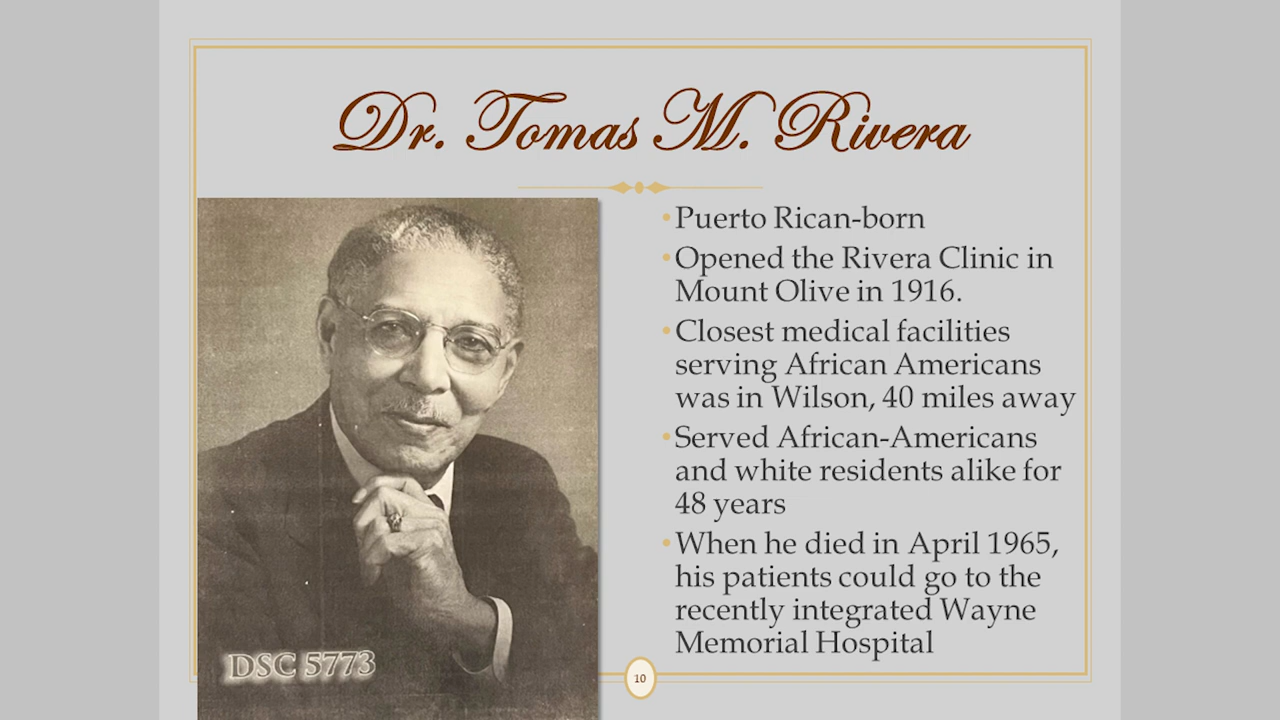 Dr. Tomas M. Rivera
•Puerto Rican-born
•Opened the Rivera Clinic in
Mount Olive in 1916.
•Closest medical facilities
serving African Americans
was in Wilson, 40 miles away
•Served African-Americans
and white residents alike for
48 years
•When he died in April 1965,
his patients could go to the
recently integrated Wayne
Memorial Hospital
DSC 5773
10